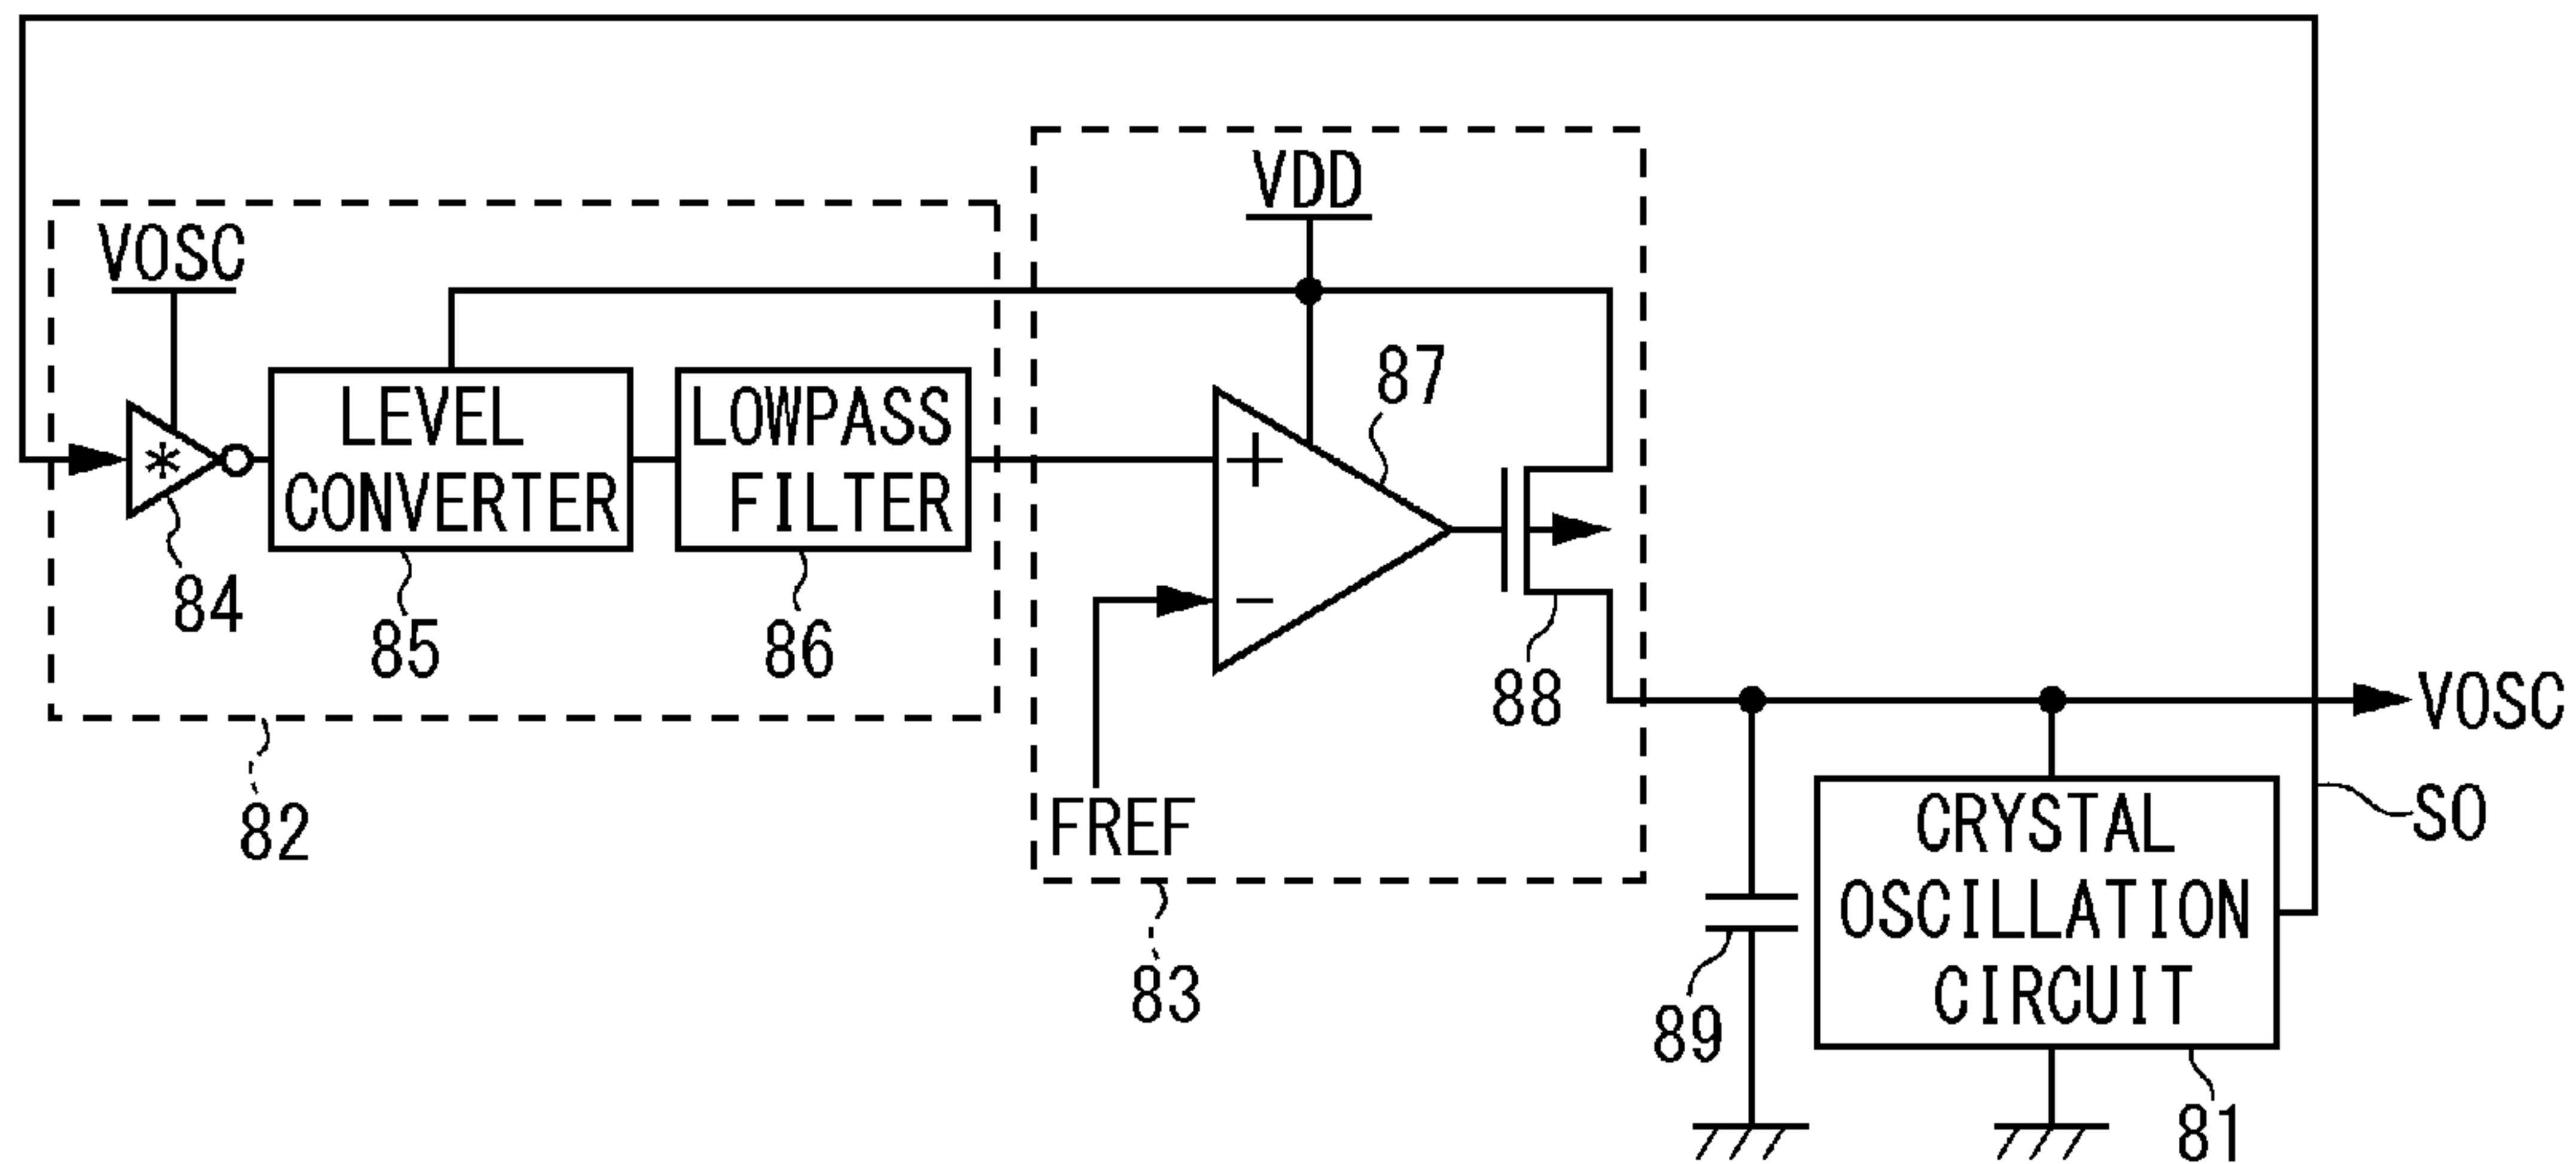 VDD
VOSC
87
LEVEL
CONVERTER
LOWPASS
FILTER
*
+
−
84
85
86
88
VOSC
82
FREF
83
89
CRYSTAL
OSCILLATION
CIRCUIT
SO
81